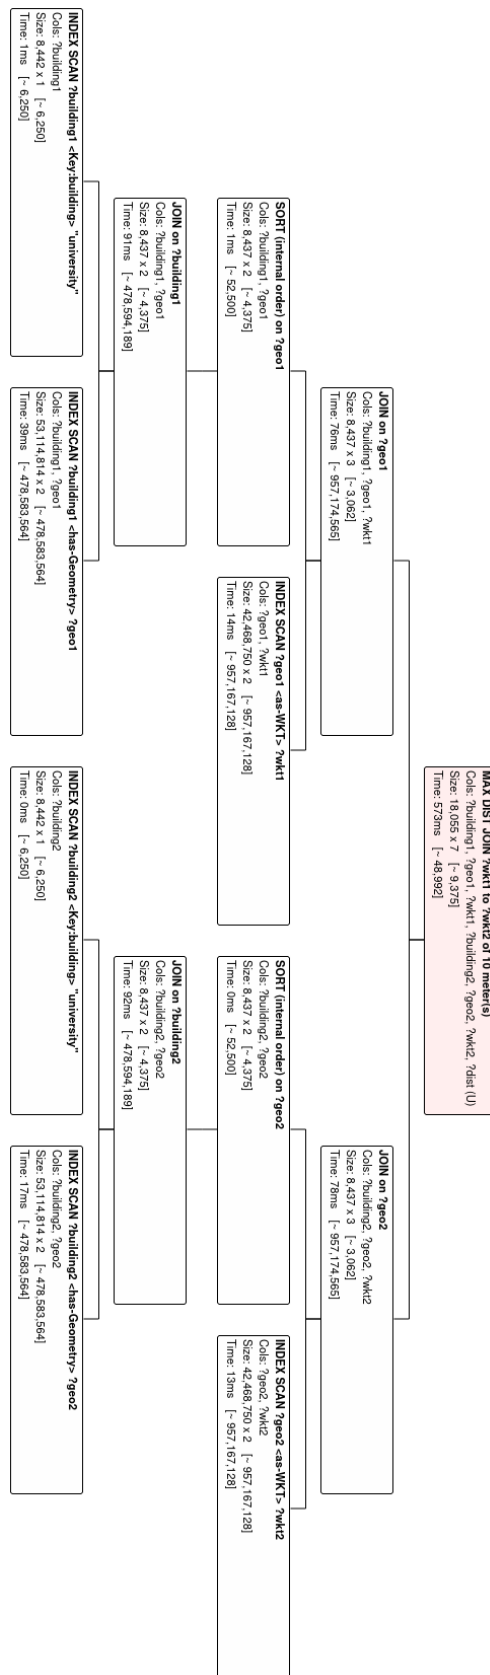 MAX DIST JOIN ?wkt1 to ?wkt2 of 10 meter(s)
Cols: ?building1, ?geo1, ?wkt1, ?building2, ?geo2, ?wkt2, ?dist (U)
Size: 18,055 x 7 [~ 9,375]
Time: 573ms [~ 48,992]
JOIN on ?geo1
Cols: ?building1, ?geo1, ?wkt1
Size: 8,437 x 3 [~ 3,062]
Time: 76ms [~ 957,174,565]
JOIN on ?geo2
Cols: ?building2, ?geo2, ?wkt2
Size: 8,437 x 3 [~ 3,062]
Time: 78ms [~ 957,174,565]
SORT (internal order) on ?geo1
Cols: ?building1, ?geo1
Size: 8,437 x 2 [~ 4,375]
Time: 1ms [~ 52,500]
INDEX SCAN ?geo1 <as-WKT> ?wkt1
Cols: ?geo1, ?wkt1
Size: 42,468,750 x 2 [~ 957,167,128]
Time: 14ms [~ 957,167,128]
SORT (internal order) on ?geo2
Cols: ?building2, ?geo2
Size: 8,437 x 2 [~ 4,375]
Time: 0ms [~ 52,500]
INDEX SCAN ?geo2 <as-WKT> ?wkt2
Cols: ?geo2, ?wkt2
Size: 42,468,750 x 2 [~ 957,167,128]
Time: 13ms [~ 957,167,128]
JOIN on ?building1
Cols: ?building1, ?geo1
Size: 8,437 x 2 [~ 4,375]
Time: 91ms [~ 478,594,189]
JOIN on ?building2
Cols: ?building2, ?geo2
Size: 8,437 x 2 [~ 4,375]
Time: 92ms [~ 478,594,189]
INDEX SCAN ?building1 <Key:building> "university"
Cols: ?building1
Size: 8,442 x 1 [~ 6,250]
Time: 1ms [~ 6,250]
INDEX SCAN ?building1 <has-Geometry> ?geo1
Cols: ?building1, ?geo1
Size: 53,114,814 x 2 [~ 478,583,564]
Time: 39ms [~ 478,583,564]
INDEX SCAN ?building2 <Key:building> "university"
Cols: ?building2
Size: 8,442 x 1 [~ 6,250]
Time: 0ms [~ 6,250]
INDEX SCAN ?building2 <has-Geometry> ?geo2
Cols: ?building2, ?geo2
Size: 53,114,814 x 2 [~ 478,583,564]
Time: 17ms [~ 478,583,564]